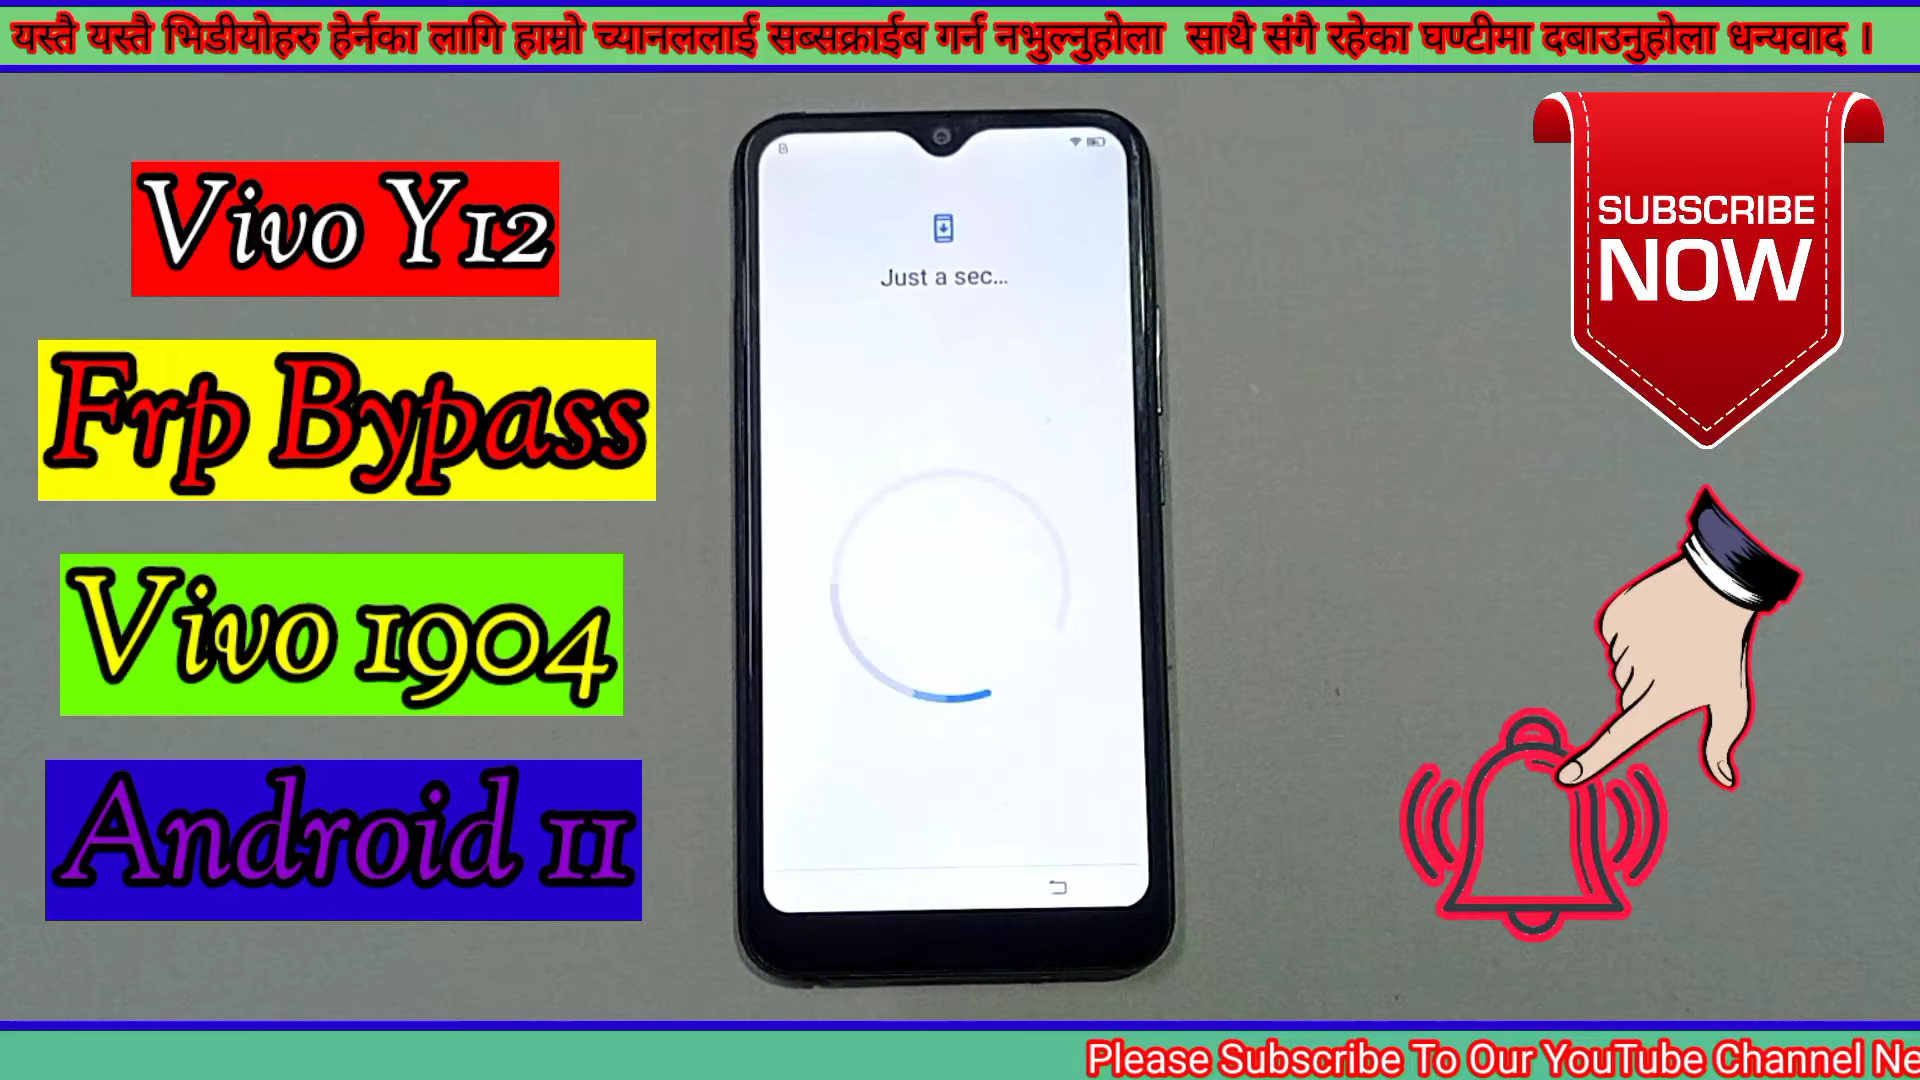 यस्तै यस्तै भिडीयोहरु हेर्नका लागि हाम्रो च्यानललाई सब्सक्राईब गर्न नभुल्नुहोला साथै संगै रहेका घण्टीमा दबाउनुहोला धन्यवाद ।
Vivo Y12
Frp Bypass
Vivo 1904
Android 11
Just a sec...
SUBSCRIBE
NOW
Please Subscribe To Our YouTube Channel Ne